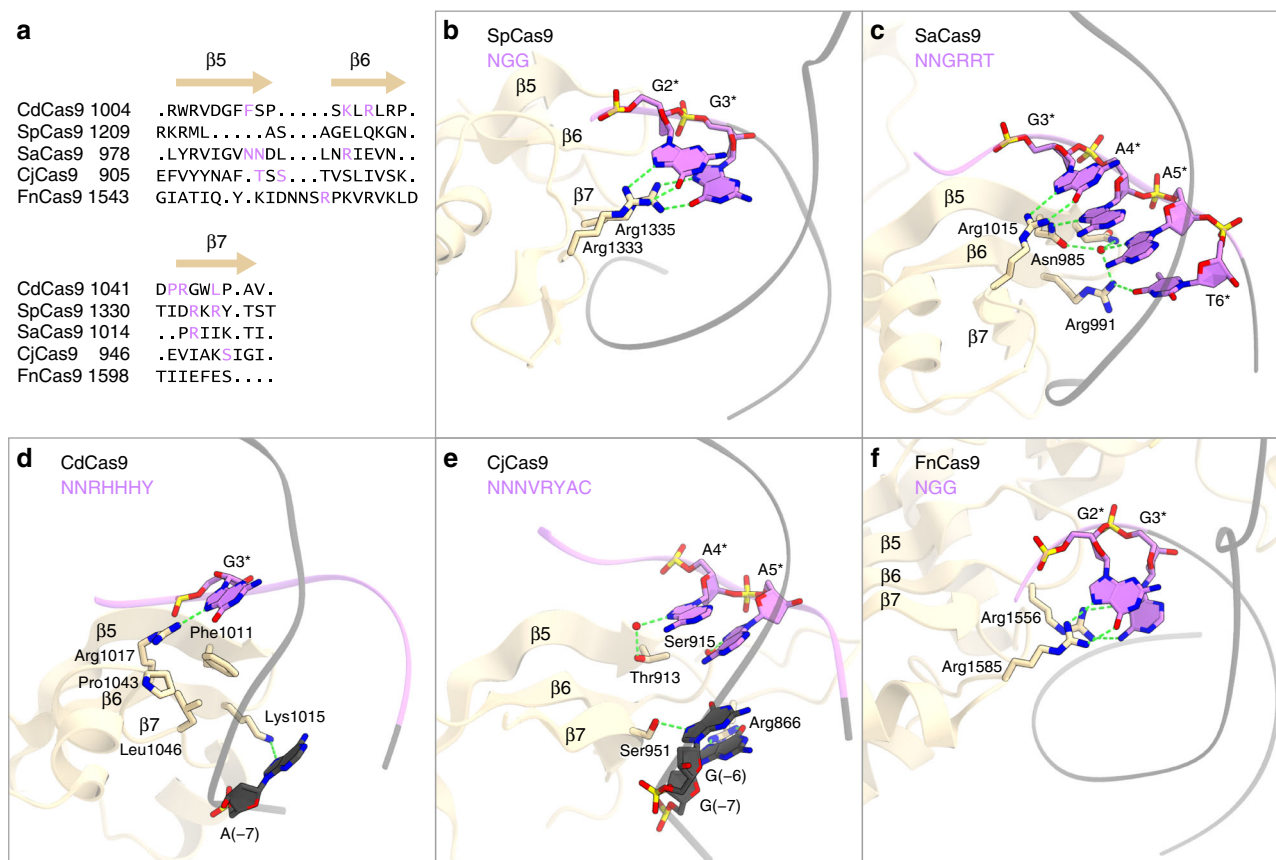 a
β5 β6
CdCas9 1004 .RWRVDGFFSP.....SKLRLRP.
SpCas9 1209 RKRML.....AS...AGELQKGN.
SaCas9 978 .LYRVIGVNNDL...LNRIEVN..
CjCas9 905 EFVYYNAF.TSS...TVSLIVSK.
FnCas9 1543 GIATIQ.Y.KIDNNSRPKVRVKLD
β7
CdCas9 1041 DPRGWLP.AV.
SpCas9 1330 TIDRKRY.TST
SaCas9 1014 ..PRIIK.TI.
CjCas9 946 .EVIAKSIGI.
FnCas9 1598 TIIEFES....
b SpCas9
NGG
β5
G2*
G3*
β6
β7
Arg1335
Arg1333
c SaCas9
NNGRRT
G3*
A4*
A5*
β5
Arg1015
β6
Asn985
T6*
Arg991
β7
d CdCas9
NNRHHHY
G3*
β5
Phe1011
Arg1017
Pro1043
β6
β7
Lys1015
Leu1046
A(−7)
e CjCas9
NNNVRYAC
A4*
A5*
β5
Ser915
Thr913
β6
β7
Arg866
Ser951
G(−6)
G(−7)
f FnCas9
NGG
G2*
G3*
β5
β6
β7
Arg1556
Arg1585